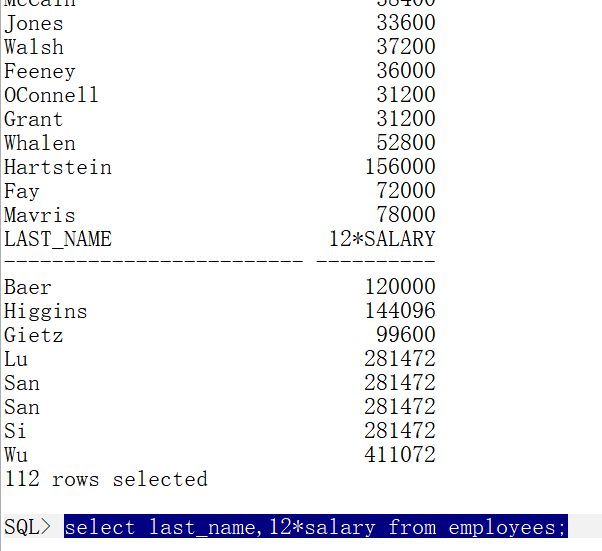 McCain 38400
Jones 33600
Walsh 37200
Feeney 36000
OConnell 31200
Grant 31200
Whalen 52800
Hartstein 156000
Fay 72000
Mavris 78000
LAST_NAME 12*SALARY
------------------------- ----------
Baer 120000
Higgins 144096
Gietz 99600
Lu 281472
San 281472
San 281472
Si 281472
Wu 411072
112 rows selected
SQL> select last_name,12*salary from employees;